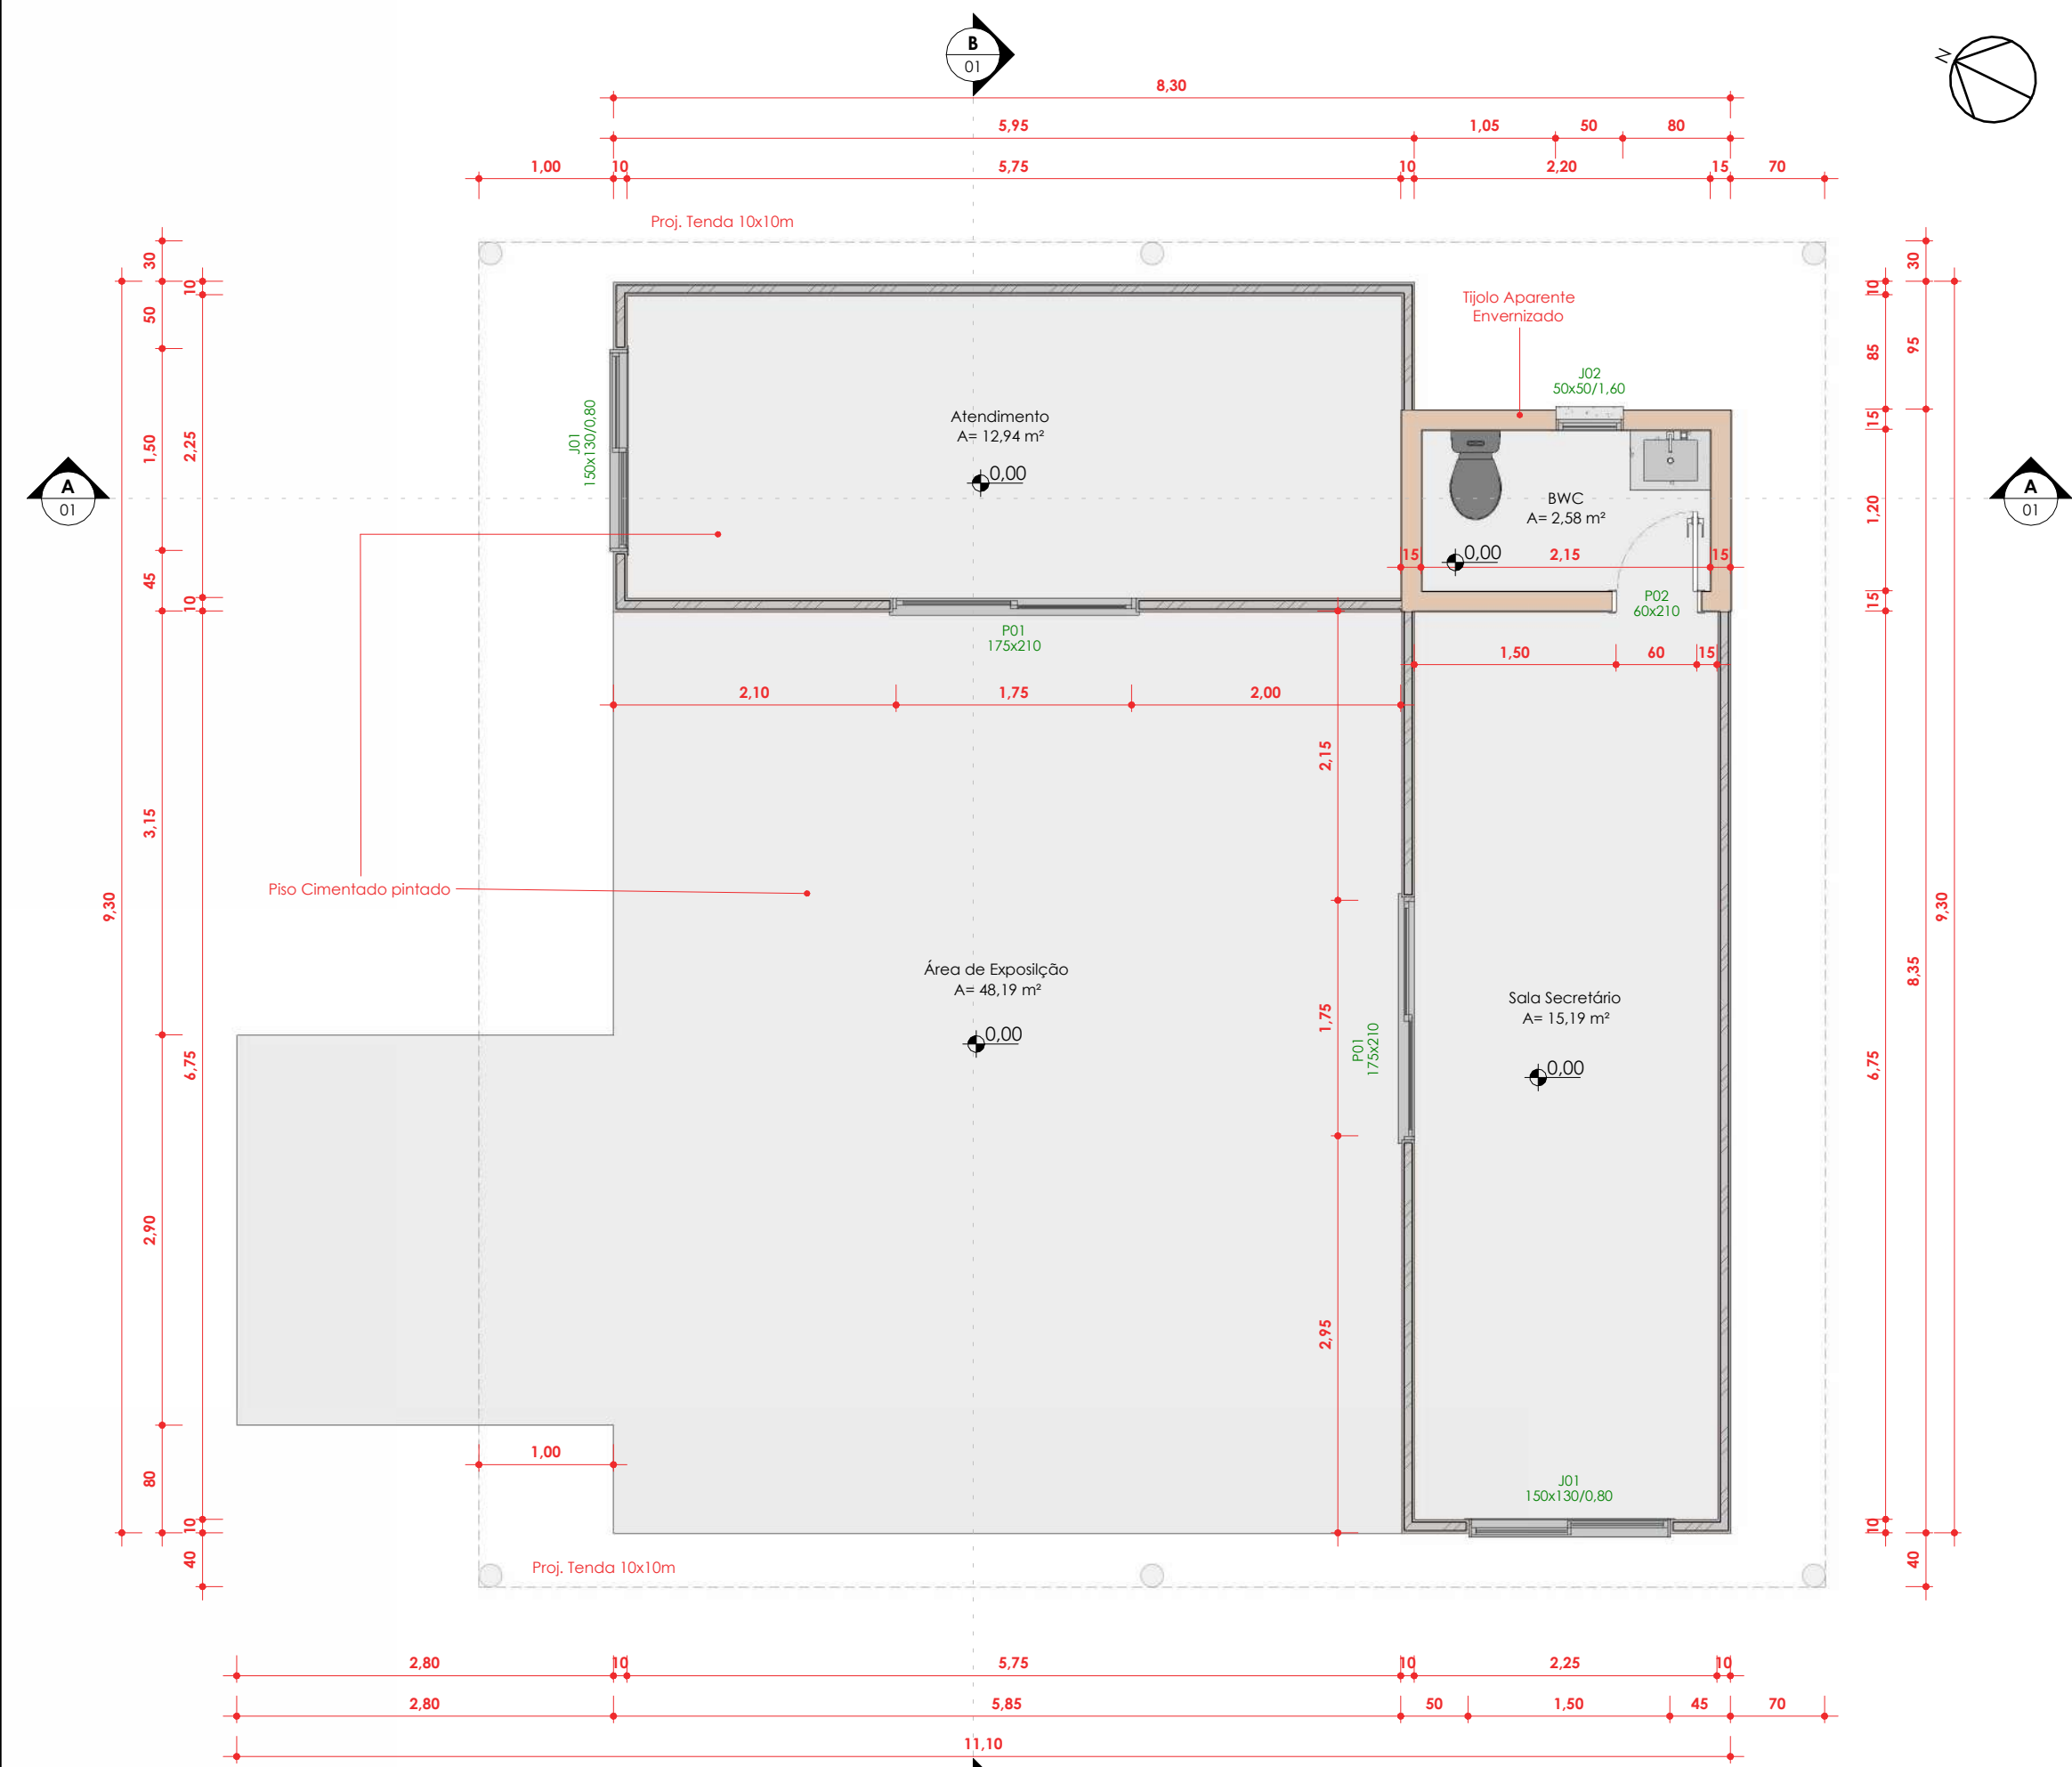 B
01
N
8,30
5,95
1,05
50
80
1,00
10
5,75
10
2,20
15
70
Proj. Tenda 10x10m
30
50
1,50
45
3,15
2,90
80
9,30
10
2,25
10
6,75
10
40
30
95
8,35
40
9,30
10
85
15
1,20
15
6,75
10
Tijolo Aparente
Envernizado
J02
50x50/1,60
J01
150x130/0,80
Atendimento
A= 12,94 m²
0,00
A
01
A
01
BWC
A= 2,58 m²
0,00
15
2,15
15
P02
60x210
P01
175x210
1,50
60
15
2,10
1,75
2,00
2,15
1,75
2,95
Piso Cimentado pintado
Área de Exposilção
A= 48,19 m²
0,00
P01
175x210
Sala Secretário
A= 15,19 m²
0,00
1,00
J01
150x130/0,80
Proj. Tenda 10x10m
2,80
10
5,75
10
2,25
10
2,80
5,85
50
1,50
45
70
11,10